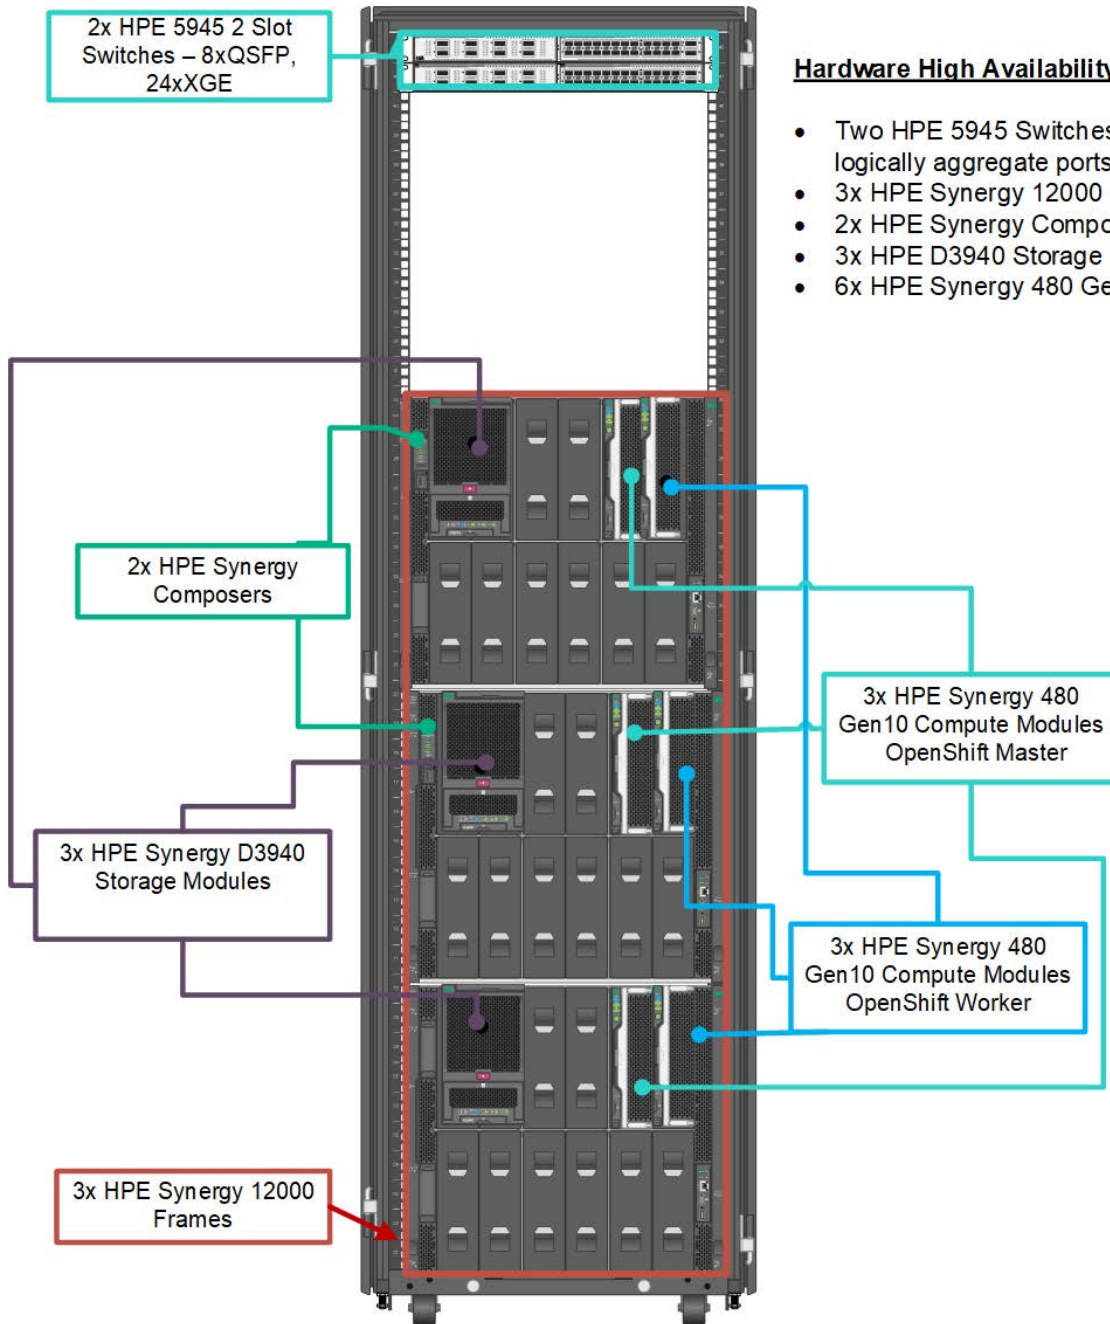 2x HPE 5945 2 Slot
Switches – 8xQSFP,
24xXGE
Hardware High Availability
Two HPE 5945 Switches
logically aggregate ports
3x HPE Synergy 12000
2x HPE Synergy Compo
3x HPE D3940 Storage
6x HPE Synergy 480 Ge
2x HPE Synergy
Composers
3x HPE Synergy 480
Gen10 Compute Modules
OpenShift Master
3x HPE Synergy D3940
Storage Modules
3x HPE Synergy 480
Gen10 Compute Modules
OpenShift Worker
3x HPE Synergy 12000
Frames